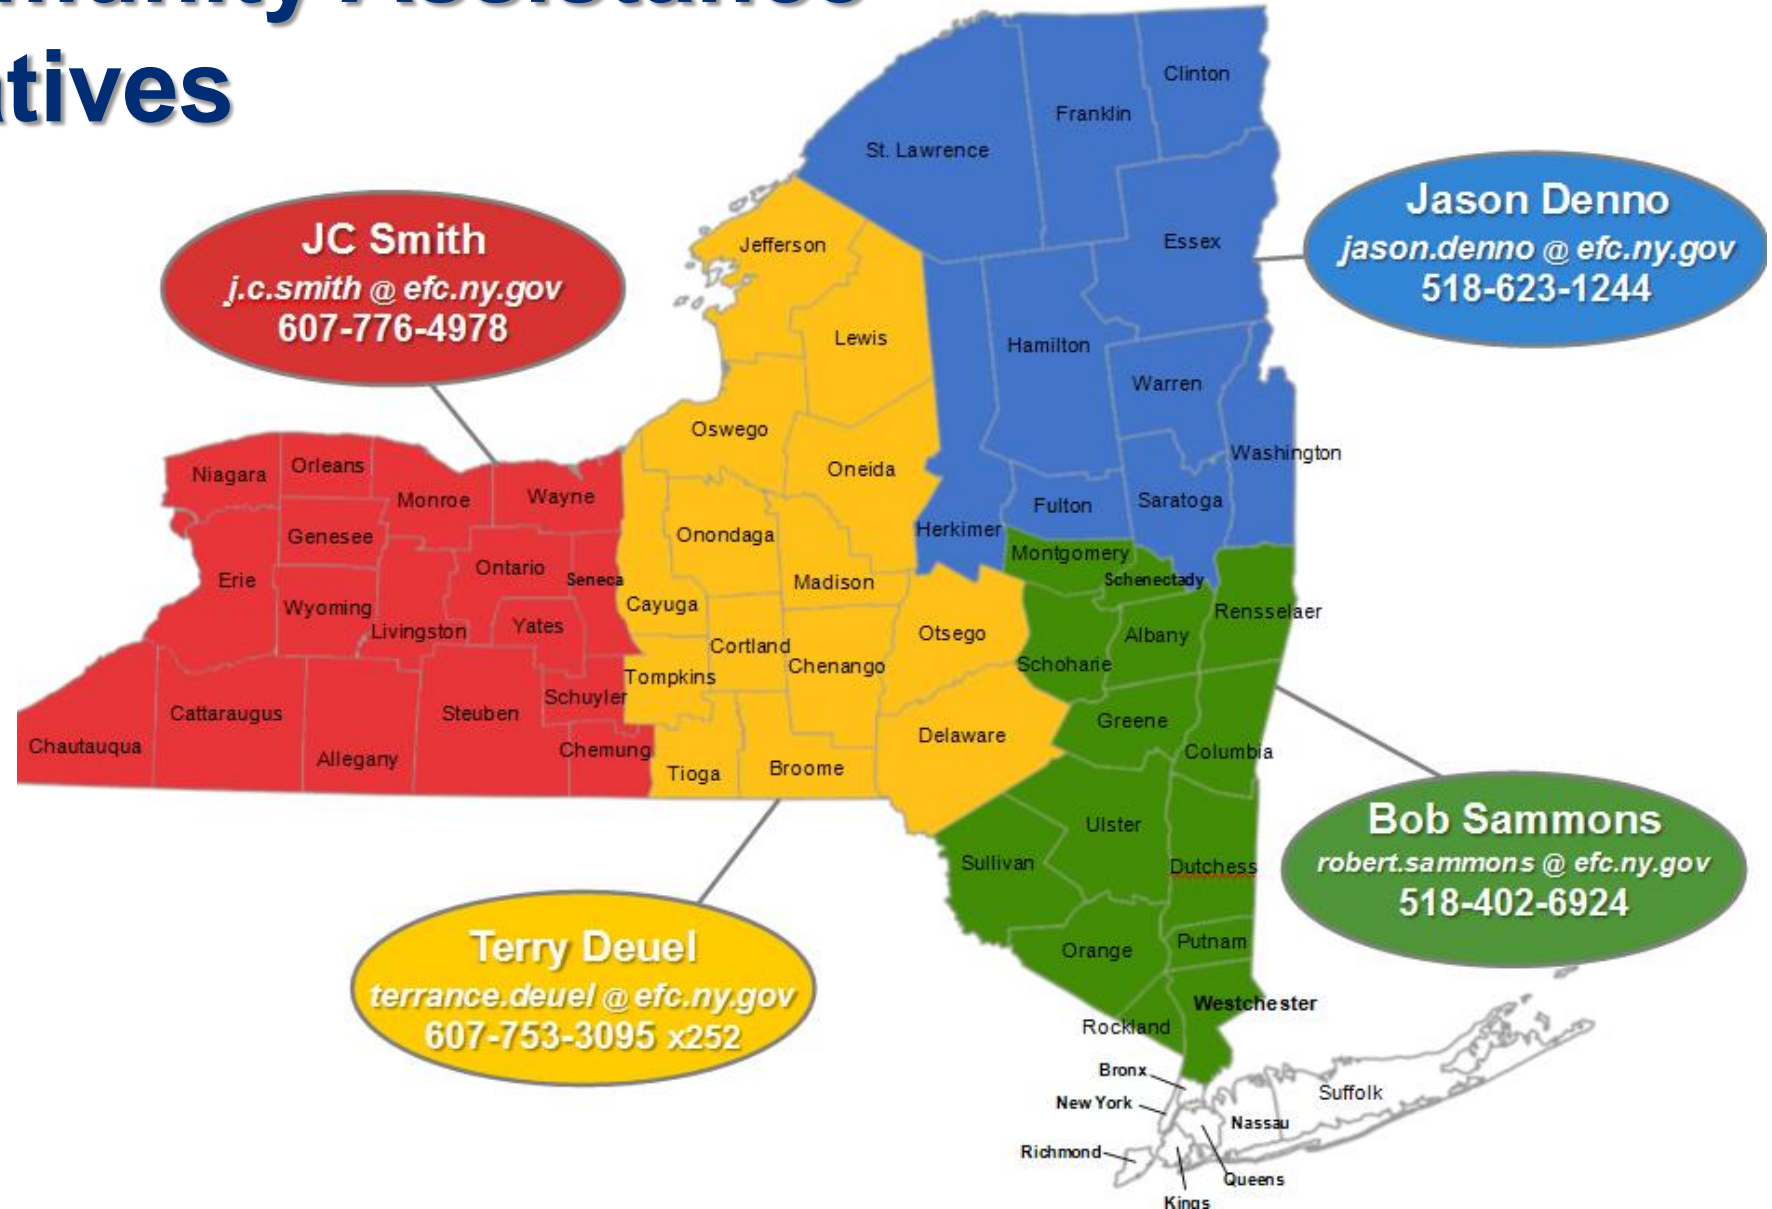 munity Assistance
atives
Clinton
Franklin
St. Lawrence
Jason Denno
jason.denno @ efc.ny.gov
518-623-1244
JC Smith
j.c.smith @ efc.ny.gov
607-776-4978
Jefferson
Essex
Lewis
Hamilton
Warren
Oswego
Oneida
Washington
Niagara
Orleans
Monroe
Wayne
Fulton
Saratoga
Genesee
Onondaga
Herkimer
Montgomery
Erie
Ontario
Seneca
Madison
Schenectady
Wyoming
Livingston
Yates
Cayuga
Rensselaer
Cortland
Otsego
Albany
Chenango
Schoharie
Tompkins
Schuyler
Cattaraugus
Steuben
Greene
Chautauqua
Allegany
Chemung
Delaware
Columbia
Tioga
Broome
Ulster
Sullivan
Dutchess
Bob Sammons
robert.sammons @ efc.ny.gov
518-402-6924
Terry Deuel
terrance.deuel @ efc.ny.gov
607-753-3095 x252
Orange
Putnam
Westchester
Rockland
Bronx
New York
Suffolk
Nassau
Richmond
Queens
Kings